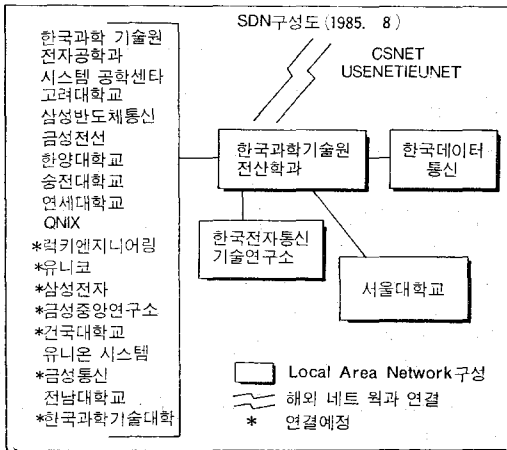 SDN구성도 (1985. 8)
CSNET
USENETIEUNET
한국과학 기술원
전자공학과
시스템 공학센타
고려대학교
삼성반도체통신
금성전선
한양대학교
숭전대학교
연세대학교
QNIX
*럭키엔지니어링
*유니코
*삼성전자
*금성중앙연구소
*건국대학교
유니온 시스템
*금성통신
전남대학교
*한국과학기술대학
한국과학기술원
전산학과
한국데이터
통신
한국전자통신
기술연구소
서울대학교
Local Area Network구성
해외 네트 웍과 연결
* 연결예정